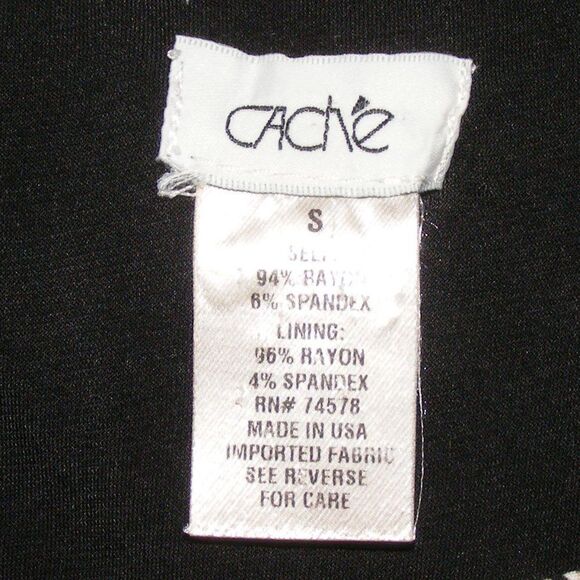 CACHé
S
SELF:
94% RAYON
6% SPANDEX
LINING:
96% RAYON
4% SPANDEX
RN# 74578
MADE IN USA
IMPORTED FABRIC
SEE REVERSE
FOR CARE